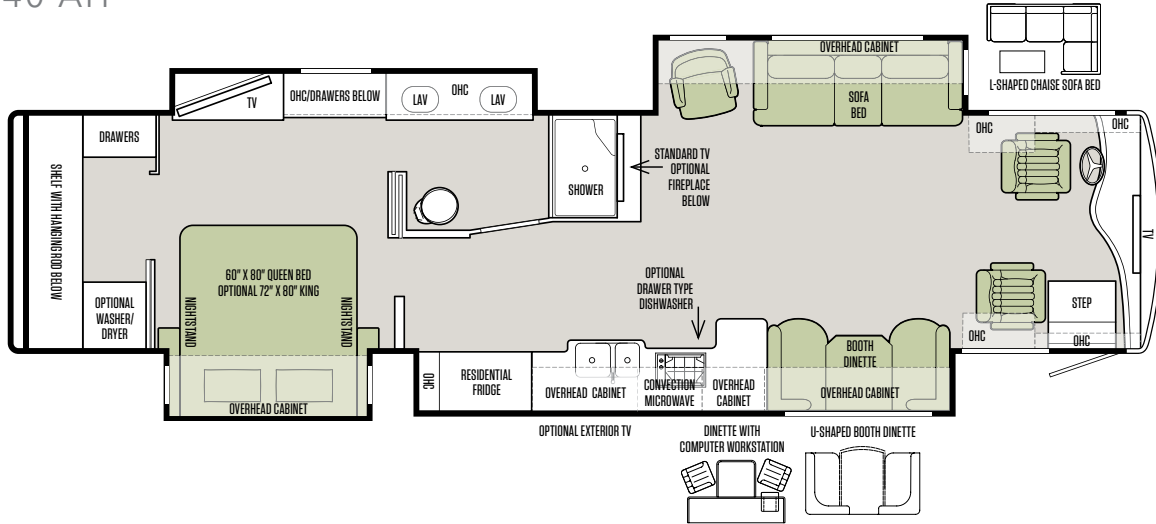 L-SHAPED CHAISE SOFA BED
OVERHEAD CABINET
SOFA
BED
TV
OHC/DRAWERS BELOW
LAV
OHC
LAV
DRAWERS
SHELF WITH HANGING ROD BELOW
OPTIONAL
WASHER/
DRYER
SHOWER
STANDARD TV
OPTIONAL
FIREPLACE
BELOW
OHC
OHC
TV
60" X 80" QUEEN BED
OPTIONAL 72" X 80" KING
NIGHTSTAND
NIGHTSTAND
OVERHEAD CABINET
OPTIONAL
DRAWER TYPE
DISHWASHER
STEP
OHC
OHC
OHC
RESIDENTIAL
FRIDGE
OVERHEAD CABINET
CONVECTION
MICROWAVE
OVERHEAD
CABINET
BOOTH
DINETTE
OVERHEAD CABINET
OPTIONAL EXTERIOR TV
DINETTE WITH
COMPUTER WORKSTATION
U-SHAPED BOOTH DINETTE